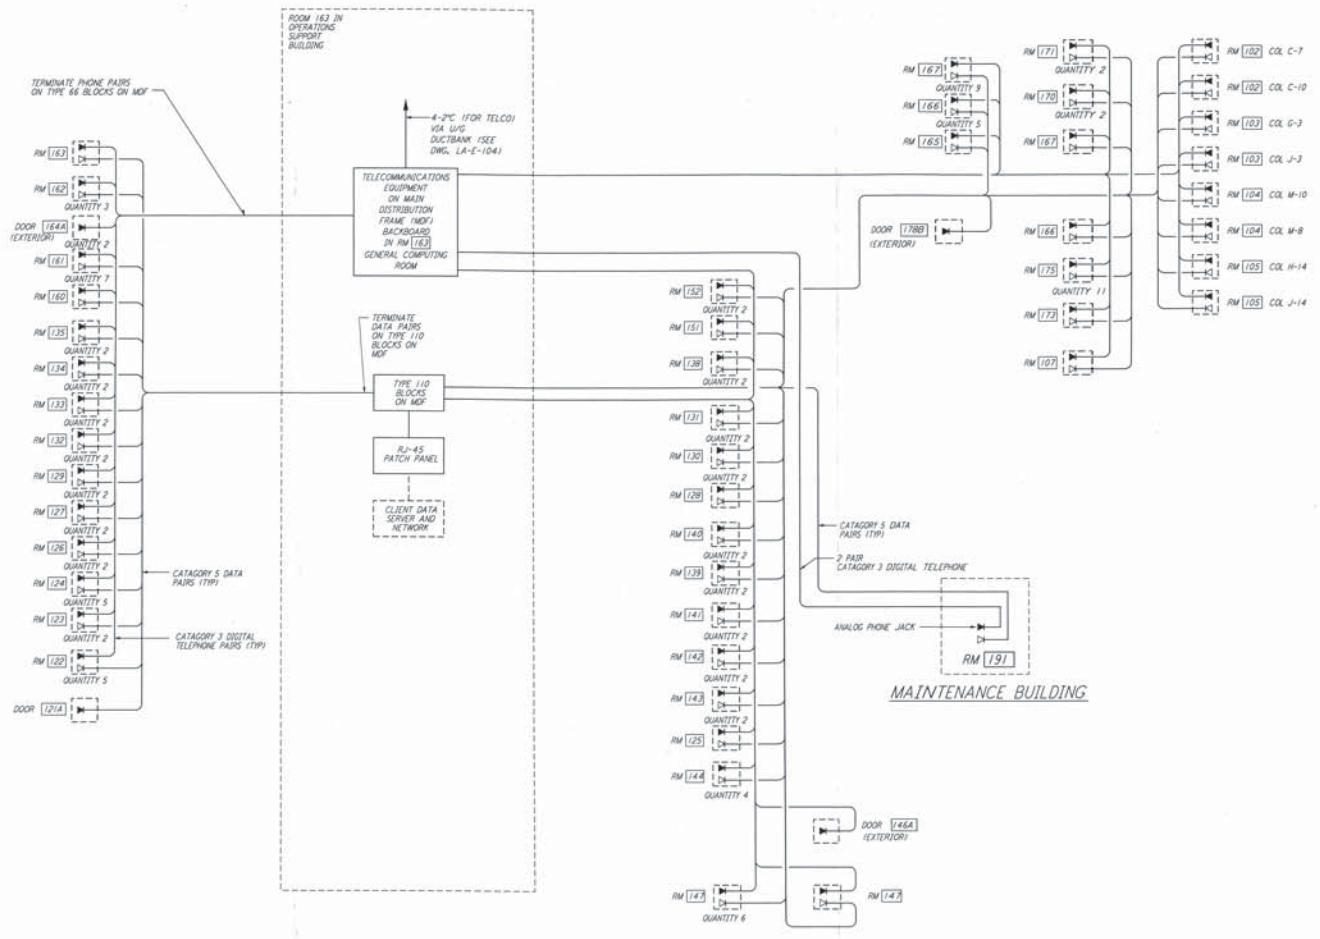 ROOM 163 IN
OPERATIONS
SUPPORT
BUILDING
TERMINATE PHONE PAIRS
ON TYPE 66 BLOCKS ON MDF
4-2"C (FOR TELCO)
VIA U/G
DUCTBANK (SEE
DWG. LA-E-104)
TELECOMMUNICATIONS
EQUIPMENT
ON MAIN
DISTRIBUTION
FRAME (MDF)
BACKBOARD
IN RM 163
GENERAL COMPUTING
ROOM
TERMINATE
DATA PAIRS
ON TYPE 110
BLOCKS ON
MDF
TYPE 110
BLOCKS
ON MDF
RJ-45
PATCH PANEL
CLIENT DATA
SERVER AND
NETWORK
RM 163
RM 162
QUANTITY 3
DOOR 164A
(EXTERIOR)
QUANTITY 2
RM 161
QUANTITY 7
RM 160
RM 135
QUANTITY 2
RM 134
QUANTITY 2
RM 133
QUANTITY 2
RM 132
QUANTITY 2
RM 129
QUANTITY 2
RM 127
QUANTITY 2
RM 126
QUANTITY 2
RM 124
QUANTITY 5
RM 123
QUANTITY 2
RM 122
QUANTITY 5
DOOR 121A
CATAGORY 5 DATA
PAIRS (TYP)
CATAGORY 3 DIGITAL
TELEPHONE PAIRS (TYP)
RM 152
QUANTITY 2
RM 151
RM 138
QUANTITY 2
RM 131
QUANTITY 2
RM 130
QUANTITY 2
RM 128
RM 140
QUANTITY 2
RM 139
QUANTITY 2
RM 141
QUANTITY 2
RM 142
QUANTITY 2
RM 143
QUANTITY 2
RM 125
RM 144
QUANTITY 4
DOOR 146A
(EXTERIOR)
RM 147
QUANTITY 6
RM 147
RM 167
QUANTITY 9
RM 166
QUANTITY 5
RM 165
DOOR 178B
(EXTERIOR)
RM 171
QUANTITY 2
RM 170
QUANTITY 2
RM 167
RM 166
RM 175
QUANTITY 11
RM 173
RM 107
RM 102 COL C-7
RM 102 COL C-10
RM 103 COL G-3
RM 103 COL J-3
RM 104 COL M-10
RM 104 COL M-8
RM 105 COL H-14
RM 105 COL J-14
CATAGORY 5 DATA
PAIRS (TYP)
2 PAIR
CATAGORY 3 DIGITAL TELEPHONE
ANALOG PHONE JACK
RM 191
MAINTENANCE BUILDING